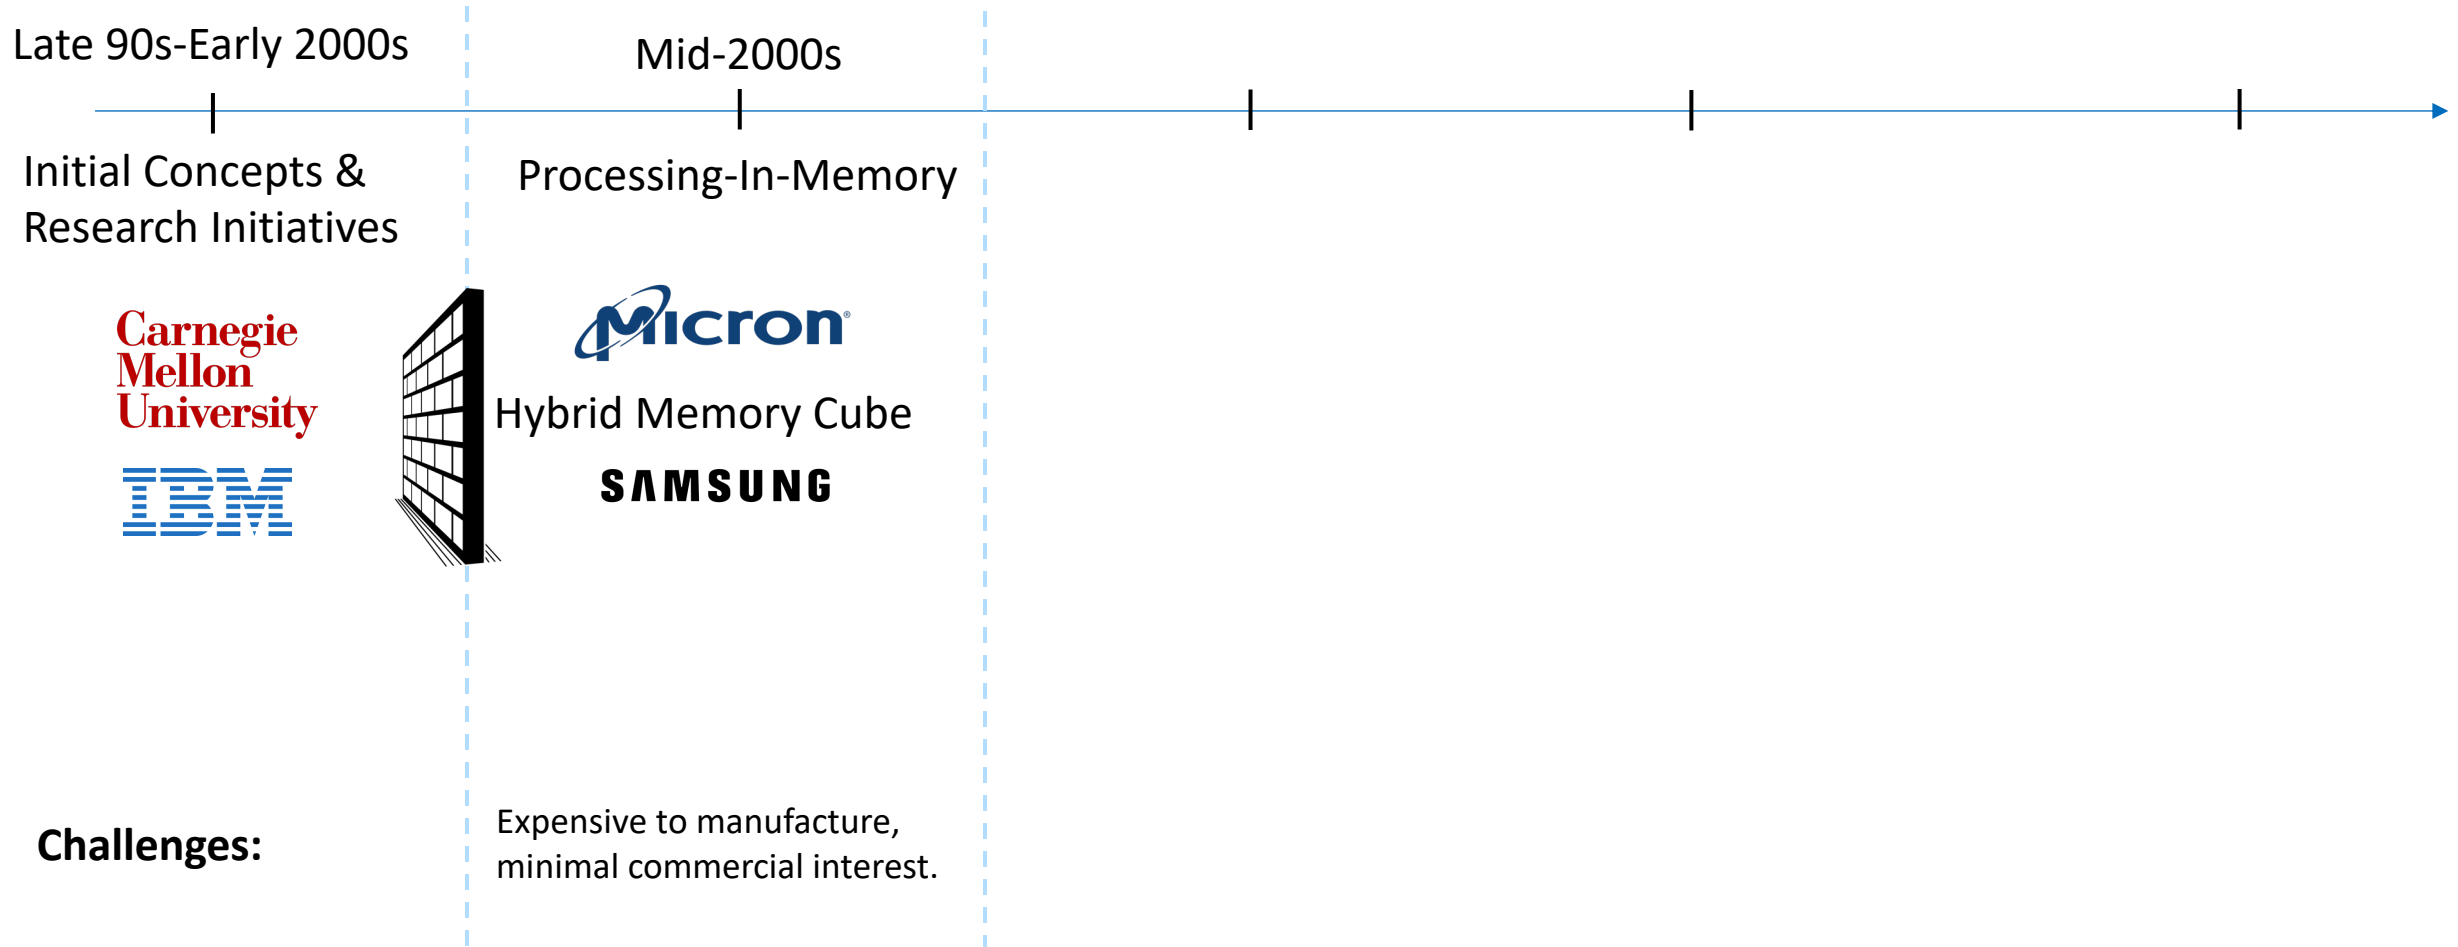 Late 90s-Early 2000s
Mid-2000s
Initial Concepts &
Research Initiatives
Processing-In-Memory
Carnegie
Mellon
University
IBM
Micron®
Hybrid Memory Cube
SAMSUNG
Challenges:
Expensive to manufacture,
minimal commercial interest.